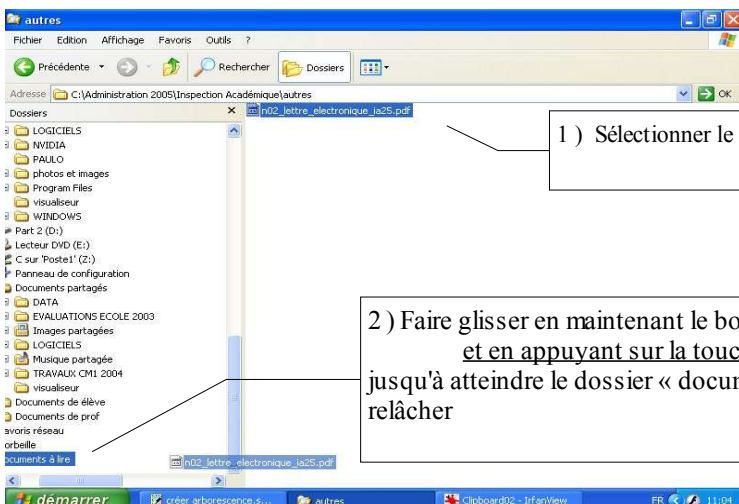 autres
Fichier Edition Affichage Favoris Outils ?
Précédente Rechercher Dossiers
Adresse C:\Administration 2005\Inspection Académique\autres OK
Dossiers
n02_lettre_electronique_ia25.pdf
LOGICIELS
NVIDIA
PAULO
photos et images
Program Files
visualiseur
WINDOWS
Part 2 (D:)
Lecteur DVD (E:)
C sur 'Poste1' (Z:)
Panneau de configuration
Documents partagés
DATA
EVALUATIONS ECOLE 2003
Images partagées
LOGICIELS
Musique partagée
TRAVAUX CM1 2004
visualiseur
Documents de élève
Documents de prof
avoris réseau
orbeille
ocuments à lire
n02_lettre_electronique_ia25.pdf
1 ) Sélectionner le
2 ) Faire glisser en maintenant le bo
et en appuyant sur la touc
jusqu'à atteindre le dossier « docum
relâcher
démarrer créer arborescence.s... autres Clipboard02 - IrfanView FR 11:04